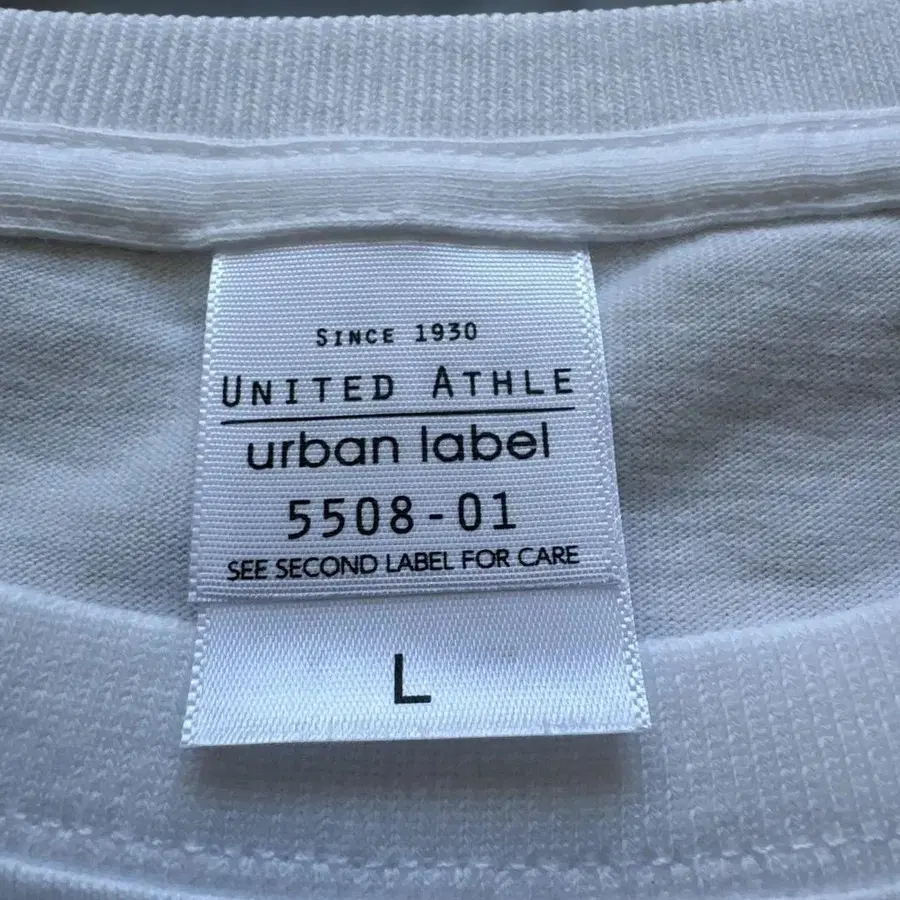 SINCE 1930
UNITED ATHLE
urban label
5508-01
SEE SECOND LABEL FOR CARE
L